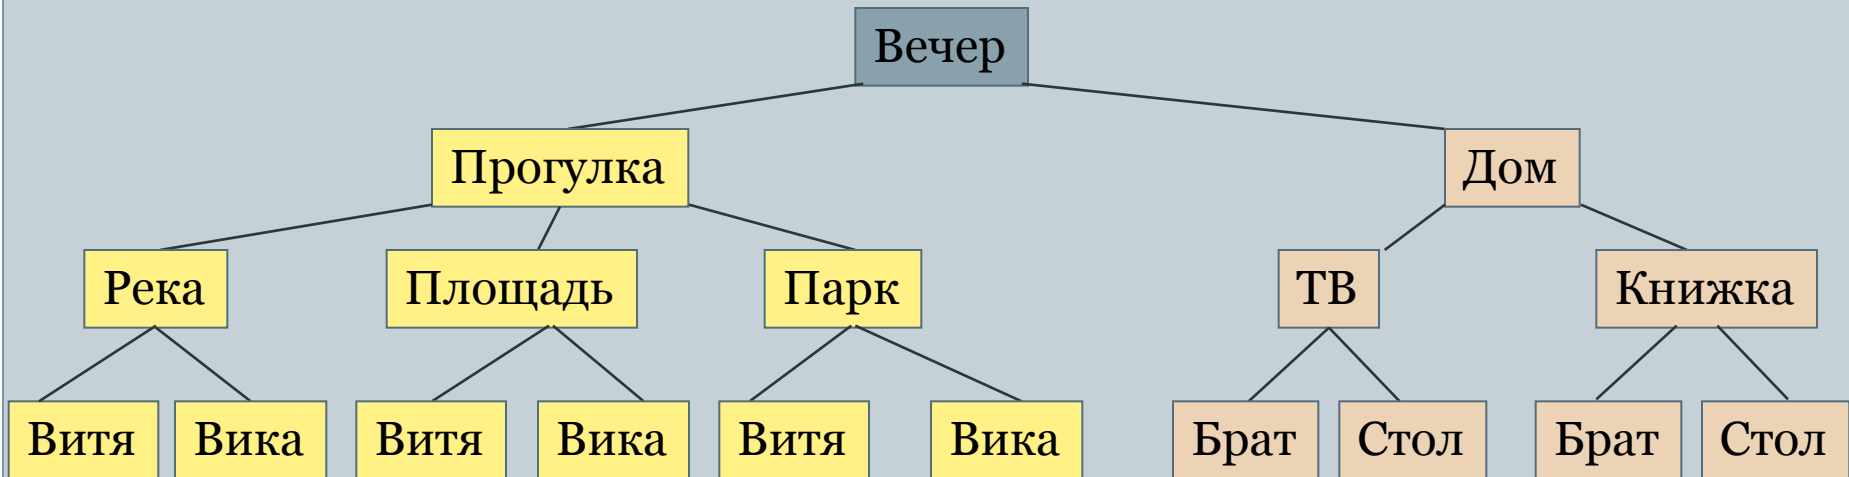 Вечер
Прогулка Дом
Река Площадь Парк ТВ Книжка
Витя Вика Витя Вика Витя Вика Брат Стол Брат Стол